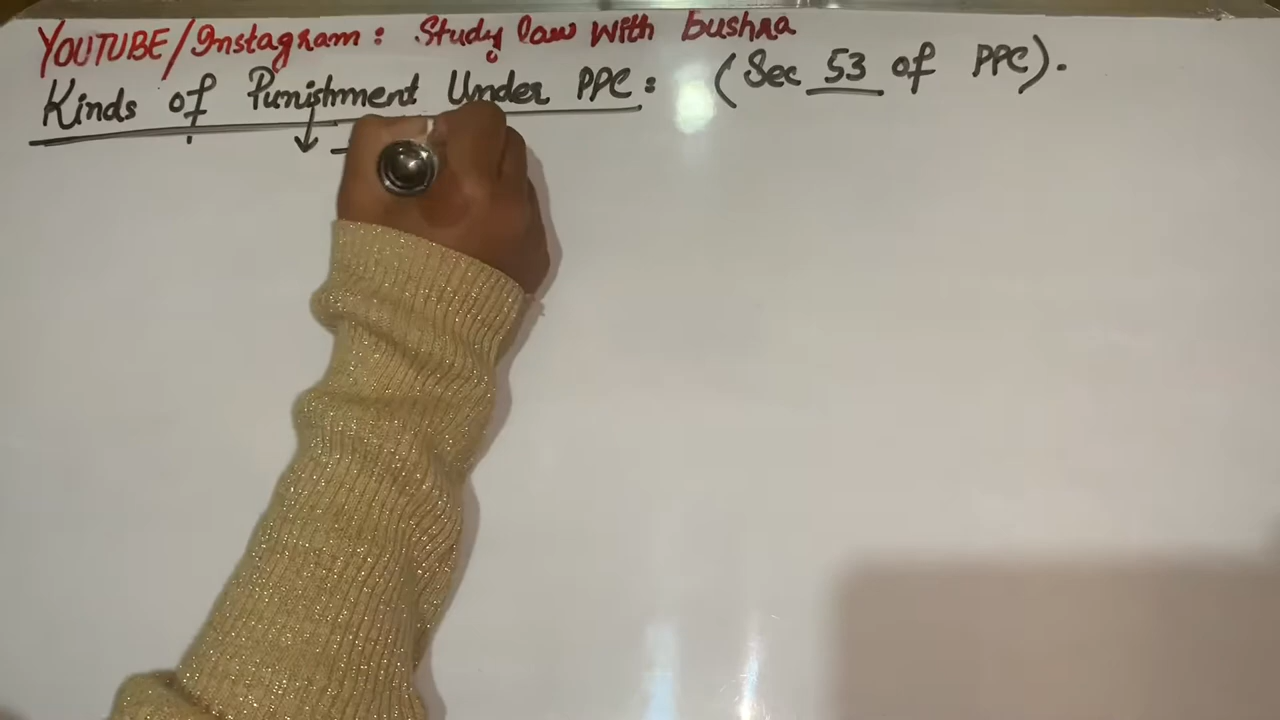 YOUTUBE/Instagram: Study law with bushra
Kinds of Punishment Under PPC: (Sec 53 of PPC).